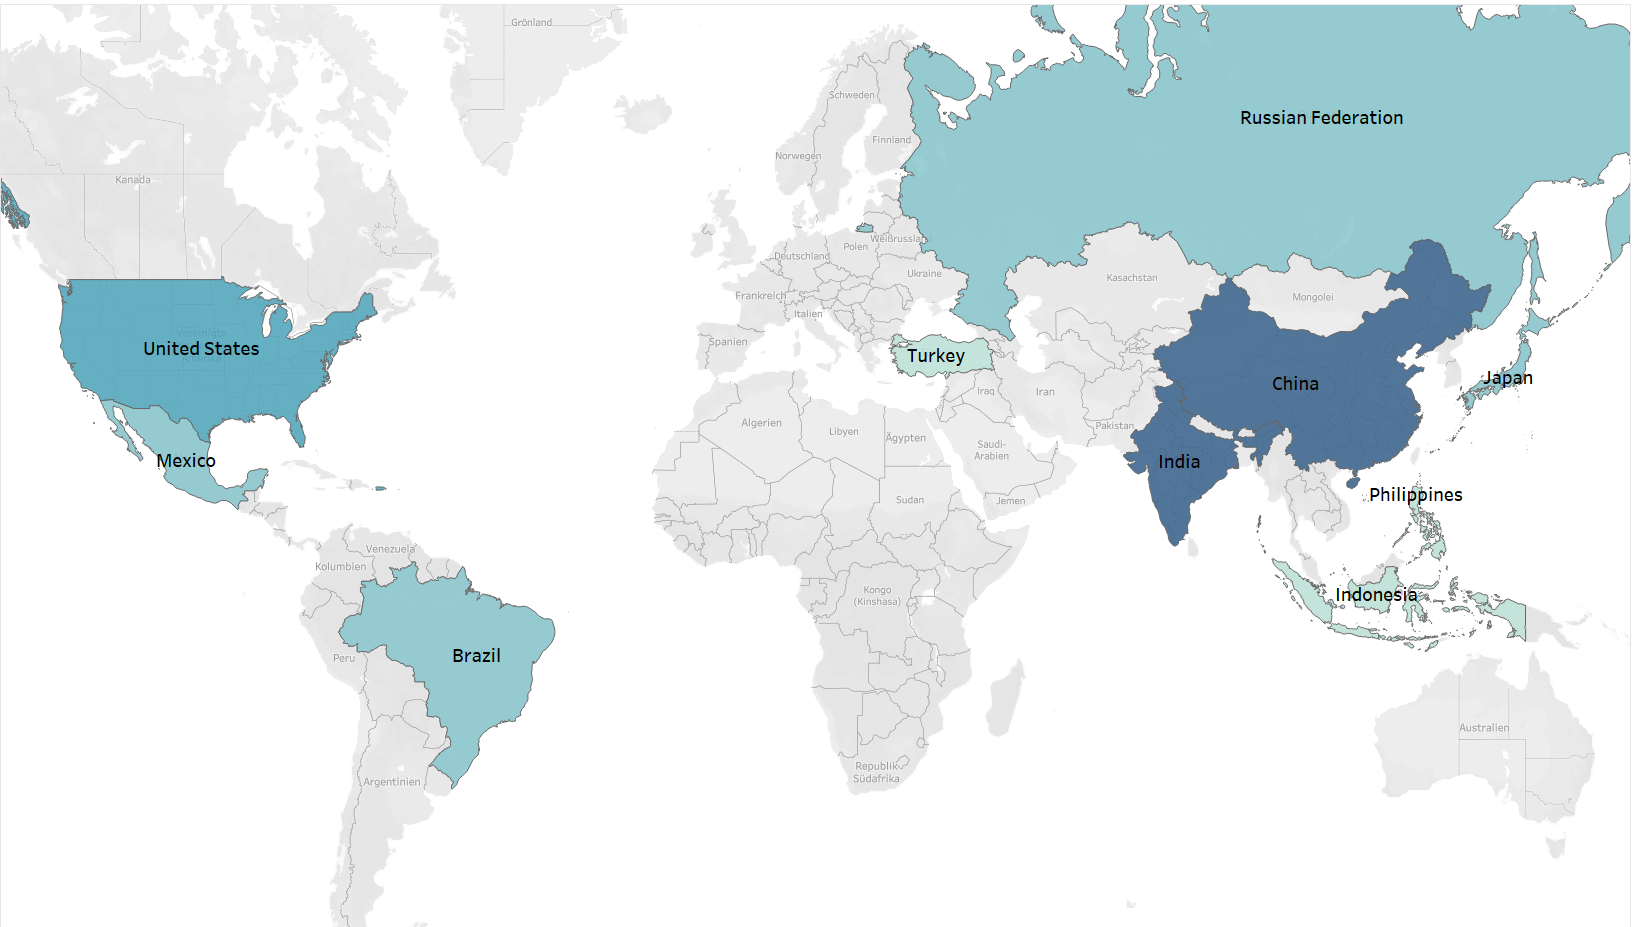 Grönland
Russian Federation
Schweden
Finnland
Norwegen
Kanada
Weißrussland
Polen
Deutschland
Ukraine
Kasachstan
Frankreich
Mongolei
Italien
Vereinigte
Spanien
United States
Turkey
China
Japan
Iraq
Iran
Algerien
Libyen
Ägypten
Pakistan
Saudi-
Arabien
Mexico
India
Sudan
Jemen
Philippines
Venezuela
Kolumbien
Kongo
(Kinshasa)
Indonesia
Peru
Brazil
Australien
Argentinien
Republik
Südafrika